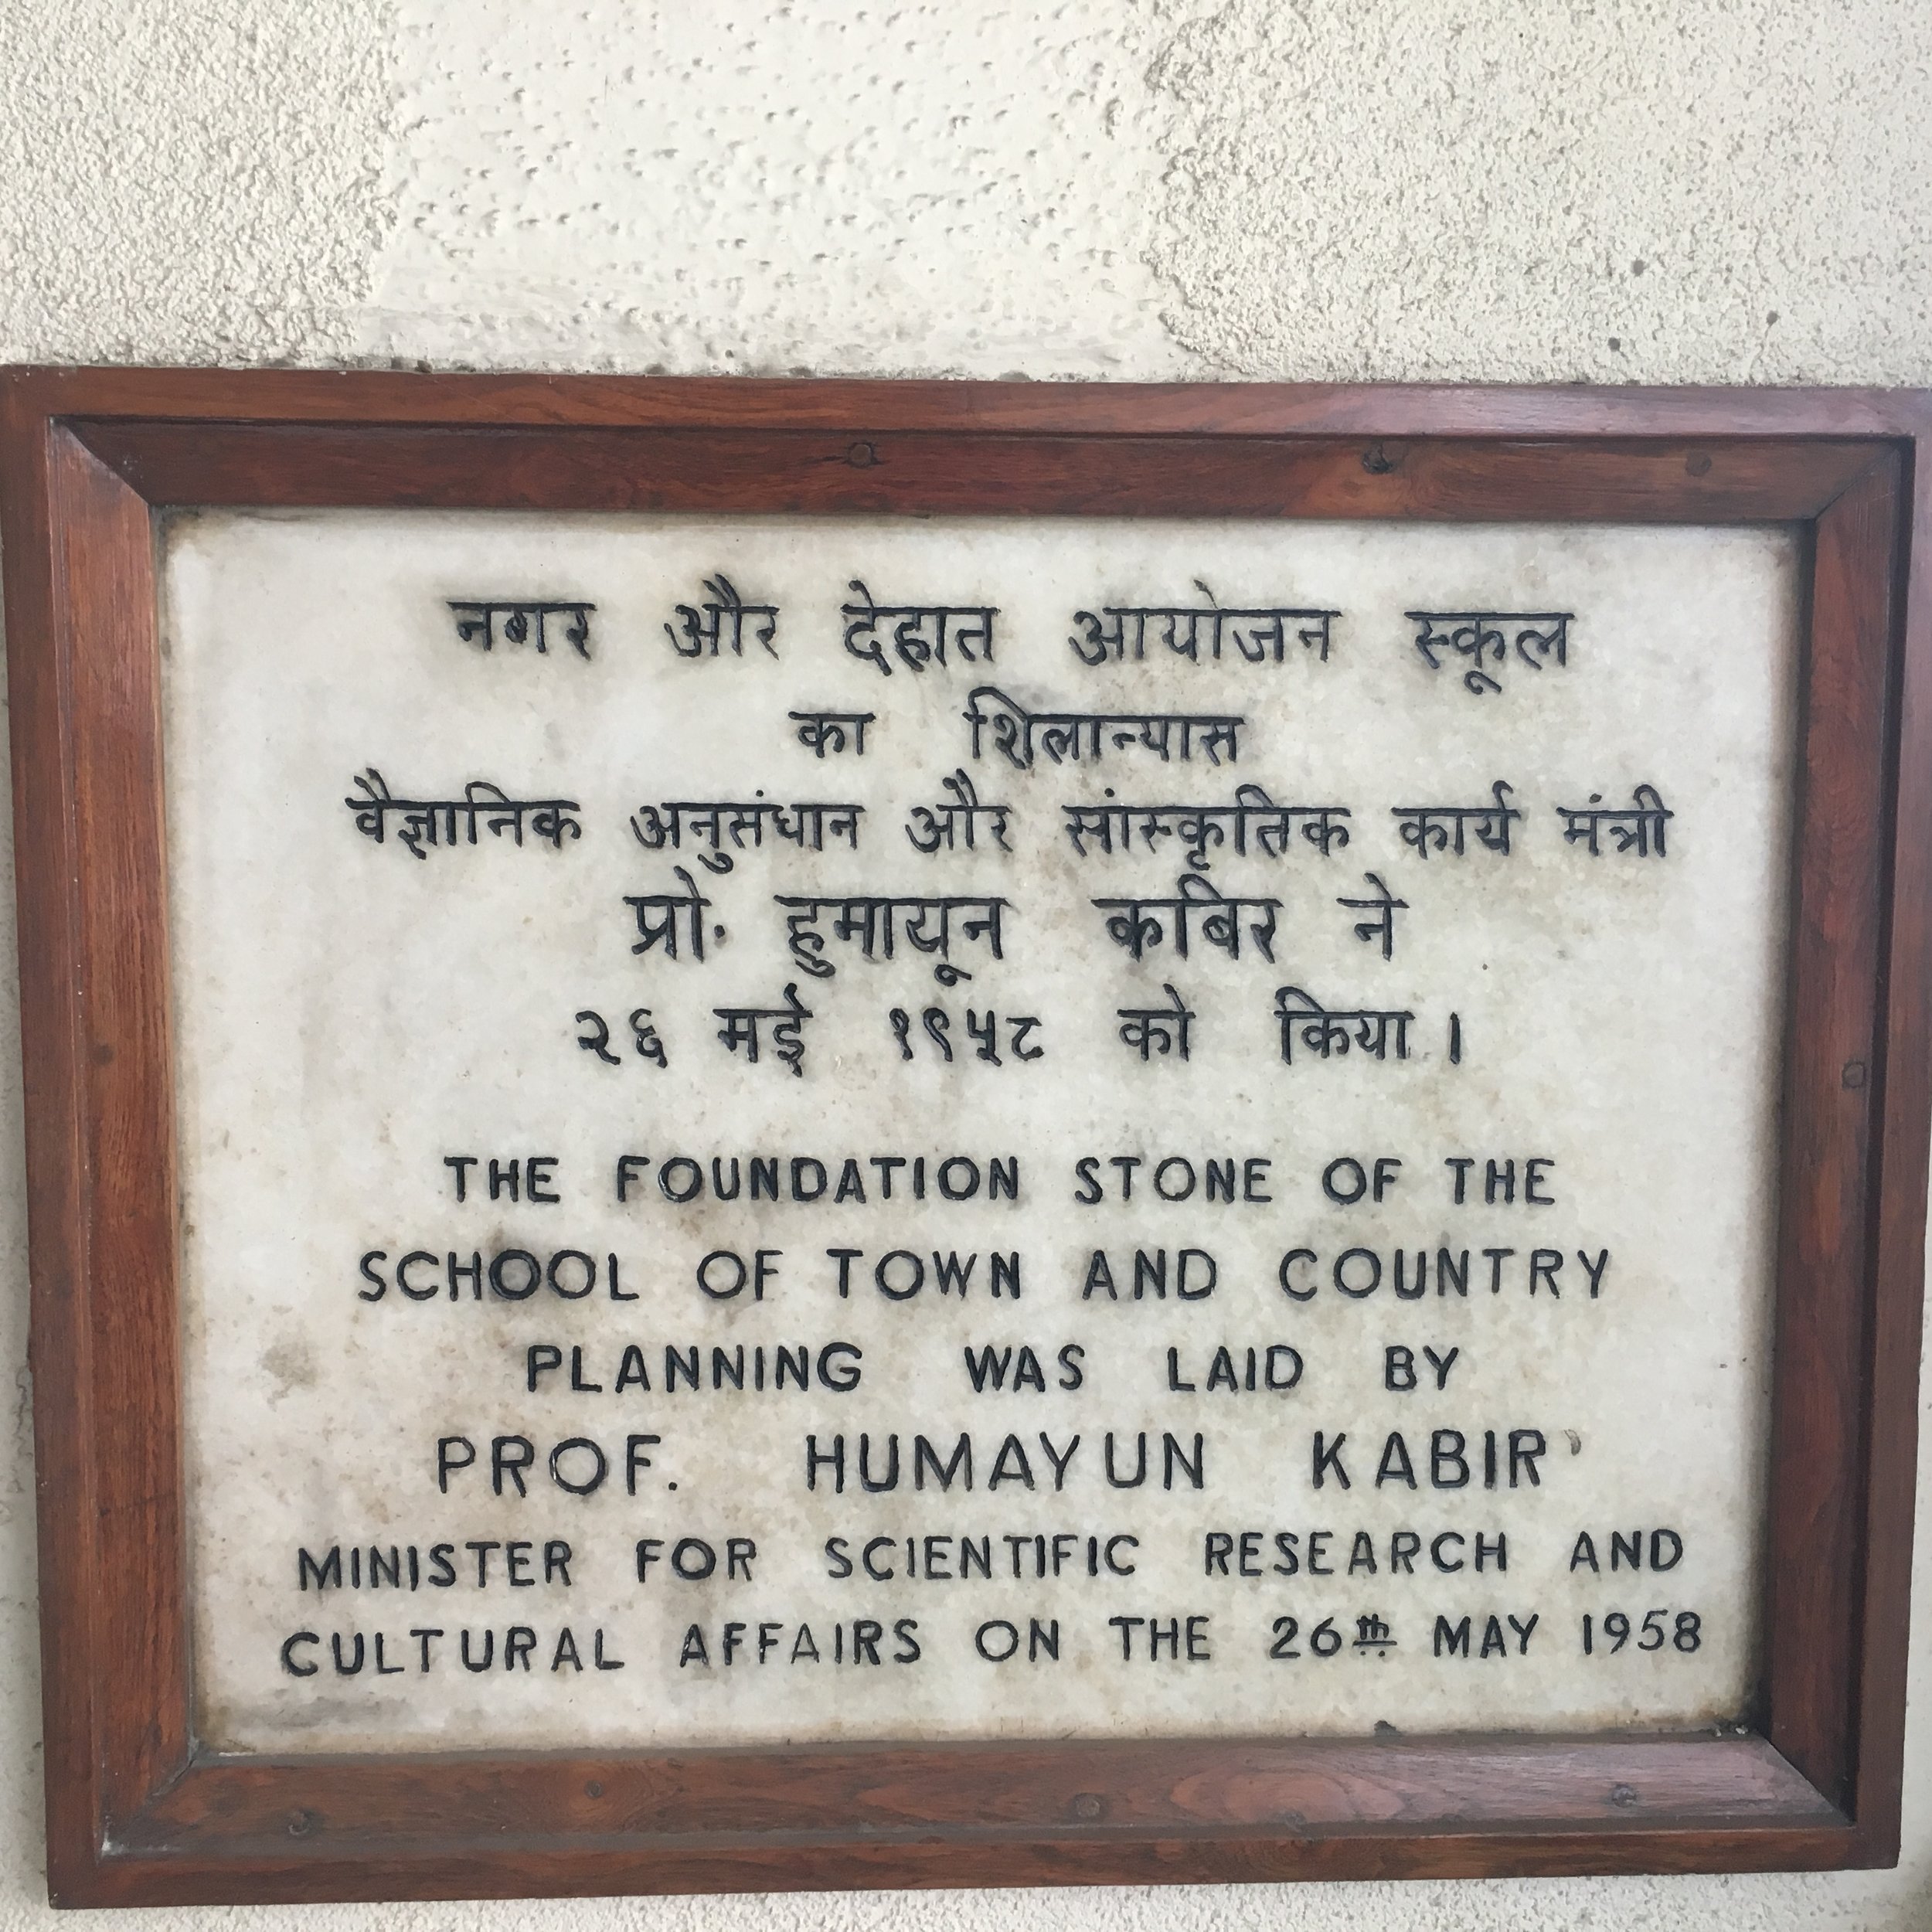 नगर और देहात आयोजन स्कूल
का शिलान्यास
वैज्ञानिक अनुसंधान और सांस्कृतिक कार्य मंत्री
प्रो. हुमायून कबिर ने
२६ मई १९५८ को किया।
THE FOUNDATION STONE OF THE
SCHOOL OF TOWN AND COUNTRY
PLANNING WAS LAID BY
PROF. HUMAYUN KABIR
MINISTER FOR SCIENTIFIC RESEARCH AND
CULTURAL AFFAIRS ON THE 26th MAY 1958